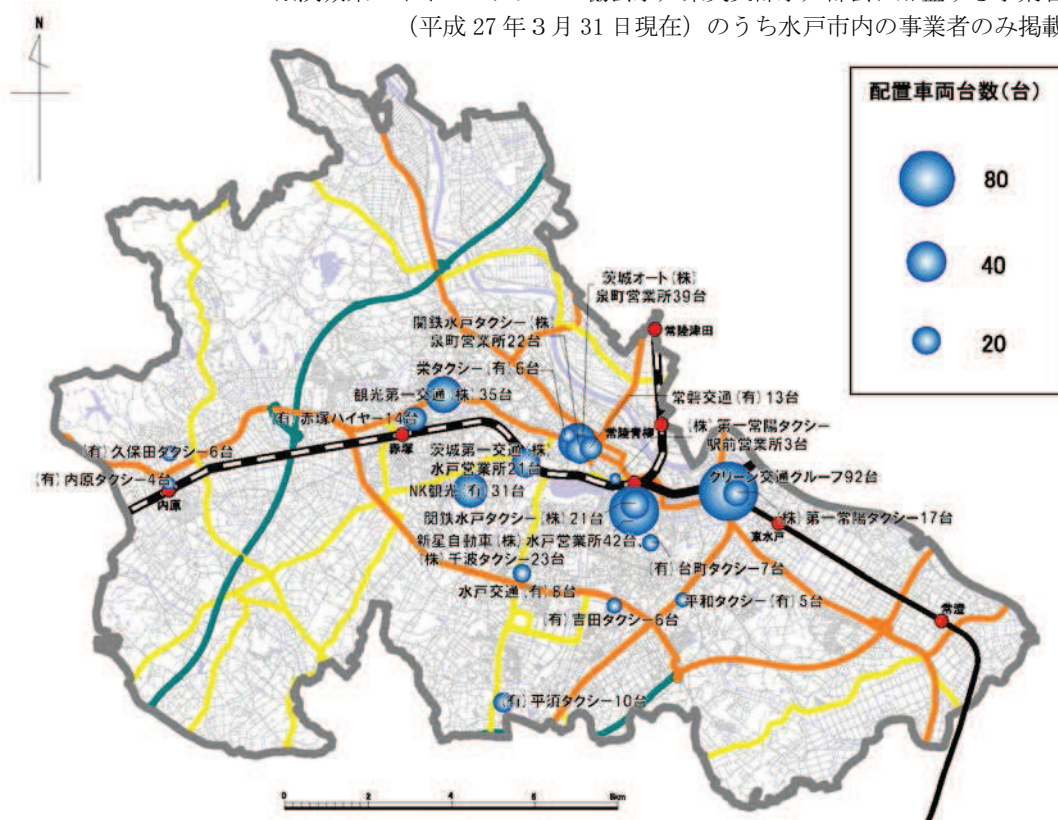 (平成 27 年 3 月 31 日現在) のうち水戸市内の事業者のみ掲載
N
配置車両台数(台)
80
40
20
茨城オート(株)
泉町営業所39台
常陸津田
関鉄水戸タクシー(株)
泉町営業所22台
栄タクシー(有)6台
観光第一交通(株)35台
常磐交通(有)13台
(有)赤塚ハイヤー14台
赤塚
常陸青柳
(株)第一常陽タクシー
駅前営業所3台
(有)久保田タクシー6台
茨城第一交通(株)
水戸営業所21台
(有)内原タクシー4台
内原
グリーン交通グループ92台
NK観光(有)31台
関鉄水戸タクシー(株)21台
(株)第一常陽タクシー17台
東水戸
新星自動車(株)水戸営業所42台
(株)千波タクシー23台
(有)台町タクシー7台
水戸交通(有)8台
平和タクシー(有)5台
(有)吉田タクシー6台
常澄
(有)平須タクシー10台
0 2 4 6 8km